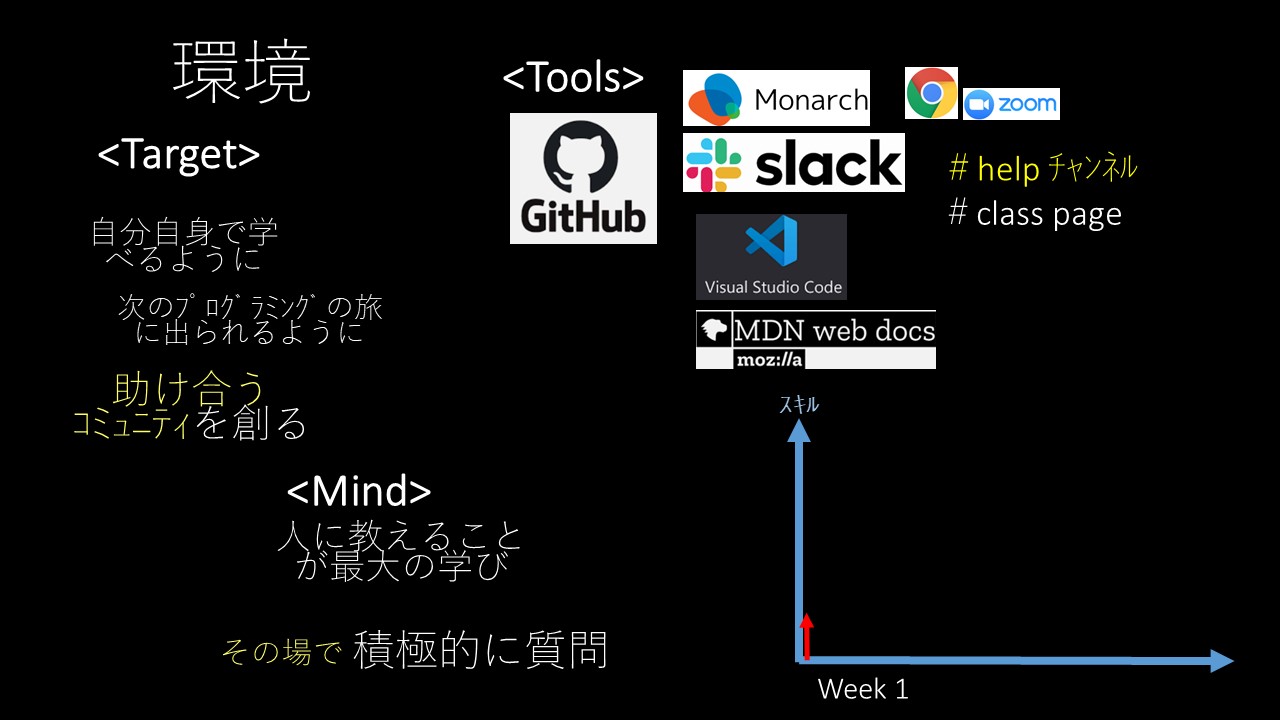 環境
<Target>
自分自身で学
べるように
次のﾌﾟﾛｸﾞﾗﾐﾝｸﾞの旅
に出られるように
助け合う
ｺﾐｭﾆﾃｨを創る
<Mind>
人に教えること
が最大の学び
その場で 積極的に質問
<Tools>
GitHub
Monarch
zoom
slack
# help ﾁｬﾝﾈﾙ
# class page
Visual Studio Code
MDN web docs
moz://a
ｽｷﾙ
Week 1